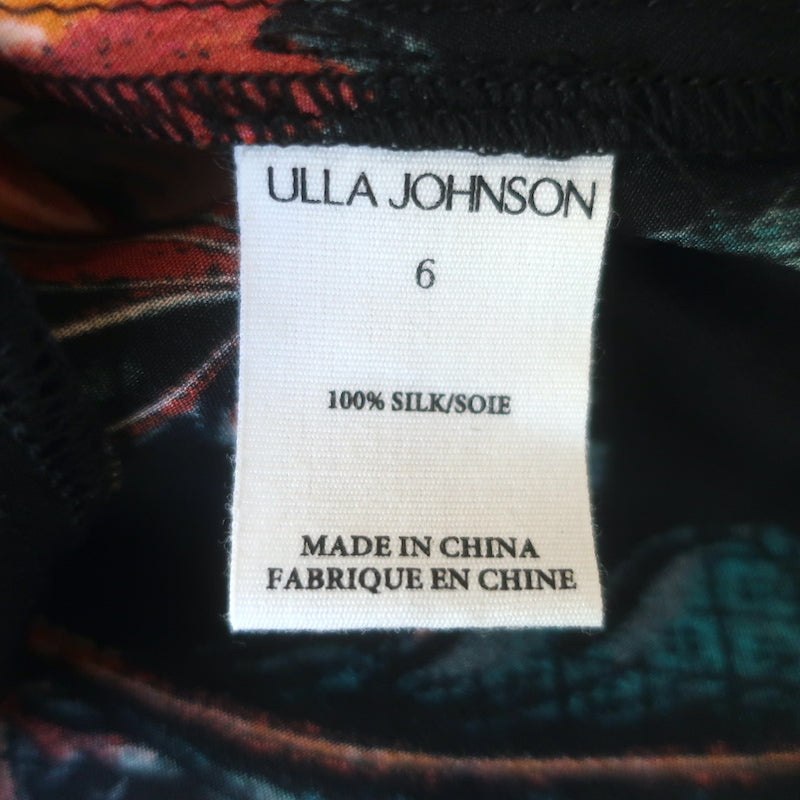 ULLA JOHNSON
6
100% SILK/SOIE
MADE IN CHINA
FABRIQUE EN CHINE